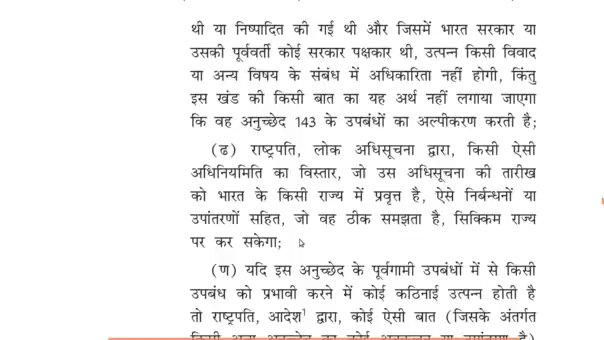 थी या निष्पादित की गई थी और जिसमें भारत सरकार या
उसकी पूर्ववर्ती कोई सरकार पक्षकार थी, उत्पन्न किसी विवाद
या अन्य विषय के संबंध में अधिकारिता नहीं होगी, किंतु
इस खंड की किसी बात का यह अर्थ नहीं लगाया जाएगा
कि वह अनुच्छेद 143 के उपबंधों का अल्पीकरण करती है;
(ढ) राष्ट्रपति, लोक अधिसूचना द्वारा, किसी ऐसी
अधिनियमिति का विस्तार, जो उस अधिसूचना की तारीख
को भारत के किसी राज्य में प्रवृत्त है, ऐसे निर्बन्धनों या
उपांतरणों सहित, जो वह ठीक समझता है, सिक्किम राज्य
पर कर सकेगा;
(ण) यदि इस अनुच्छेद के पूर्वगामी उपबंधों में से किसी
उपबंध को प्रभावी करने में कोई कठिनाई उत्पन्न होती है
तो राष्ट्रपति, आदेश¹ द्वारा, कोई ऐसी बात (जिसके अंतर्गत